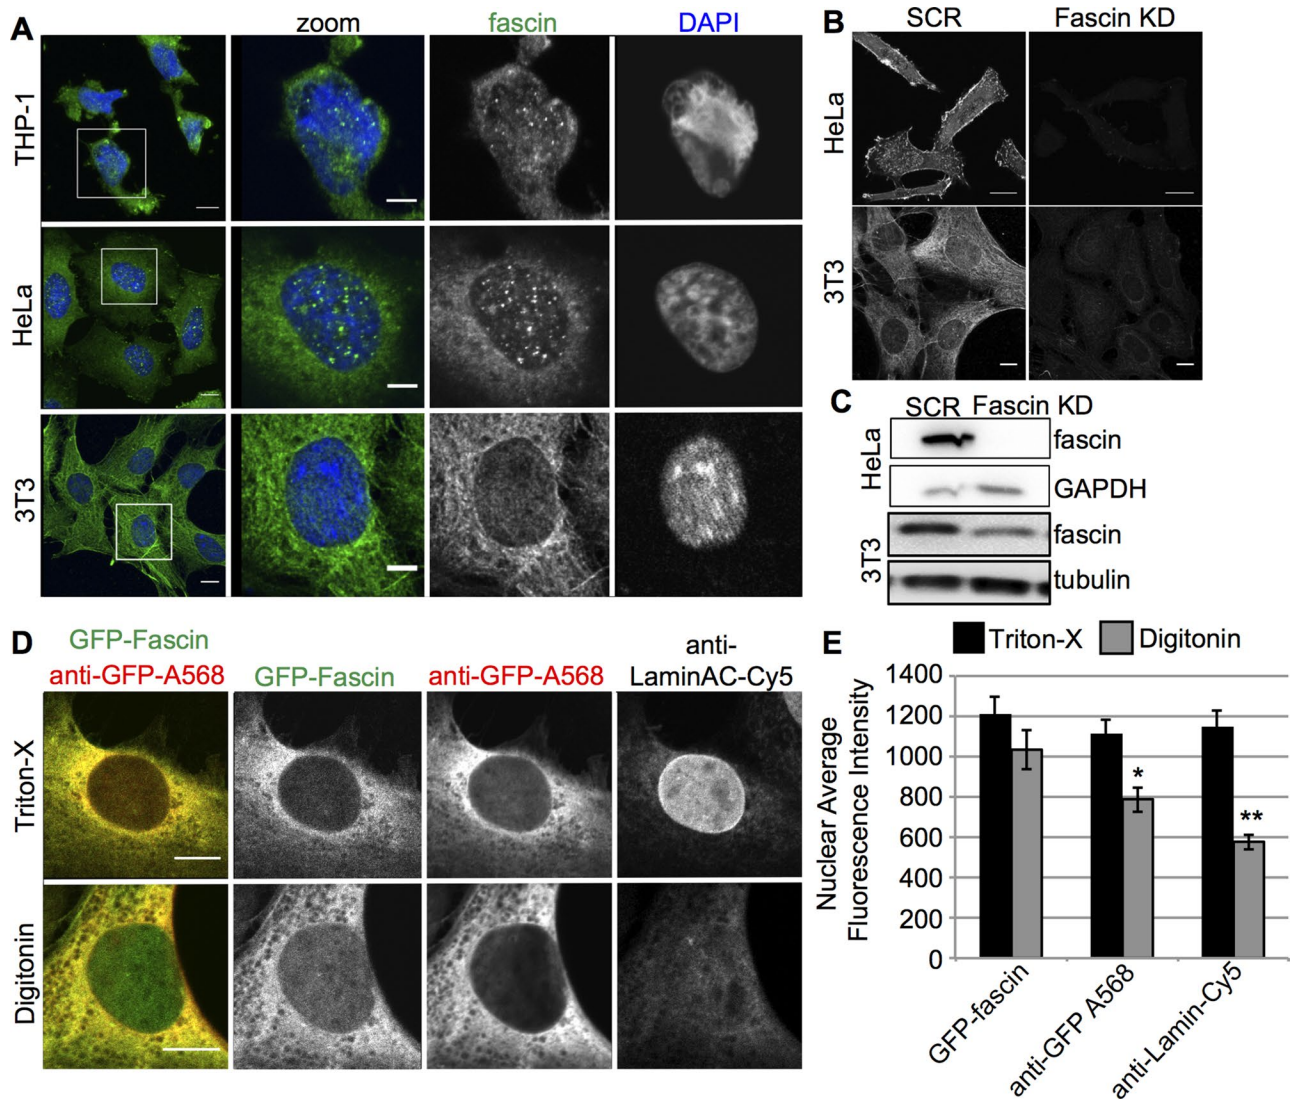 A
zoom
fascin
DAPI
THP-1
HeLa
3T3
B
SCR
Fascin KD
HeLa
3T3
C
SCR
Fascin KD
HeLa
fascin
GAPDH
3T3
fascin
tubulin
D
GFP-Fascin
anti-GFP-A568
GFP-Fascin
anti-GFP-A568
anti-
LaminAC-Cy5
Triton-X
Digitonin
E
Triton-X
Digitonin
Nuclear Average
Fluorescence Intensity
1400
1200
1000
800
600
400
200
0
*
**
GFP-fascin
anti-GFP A568
anti-Lamin-Cy5